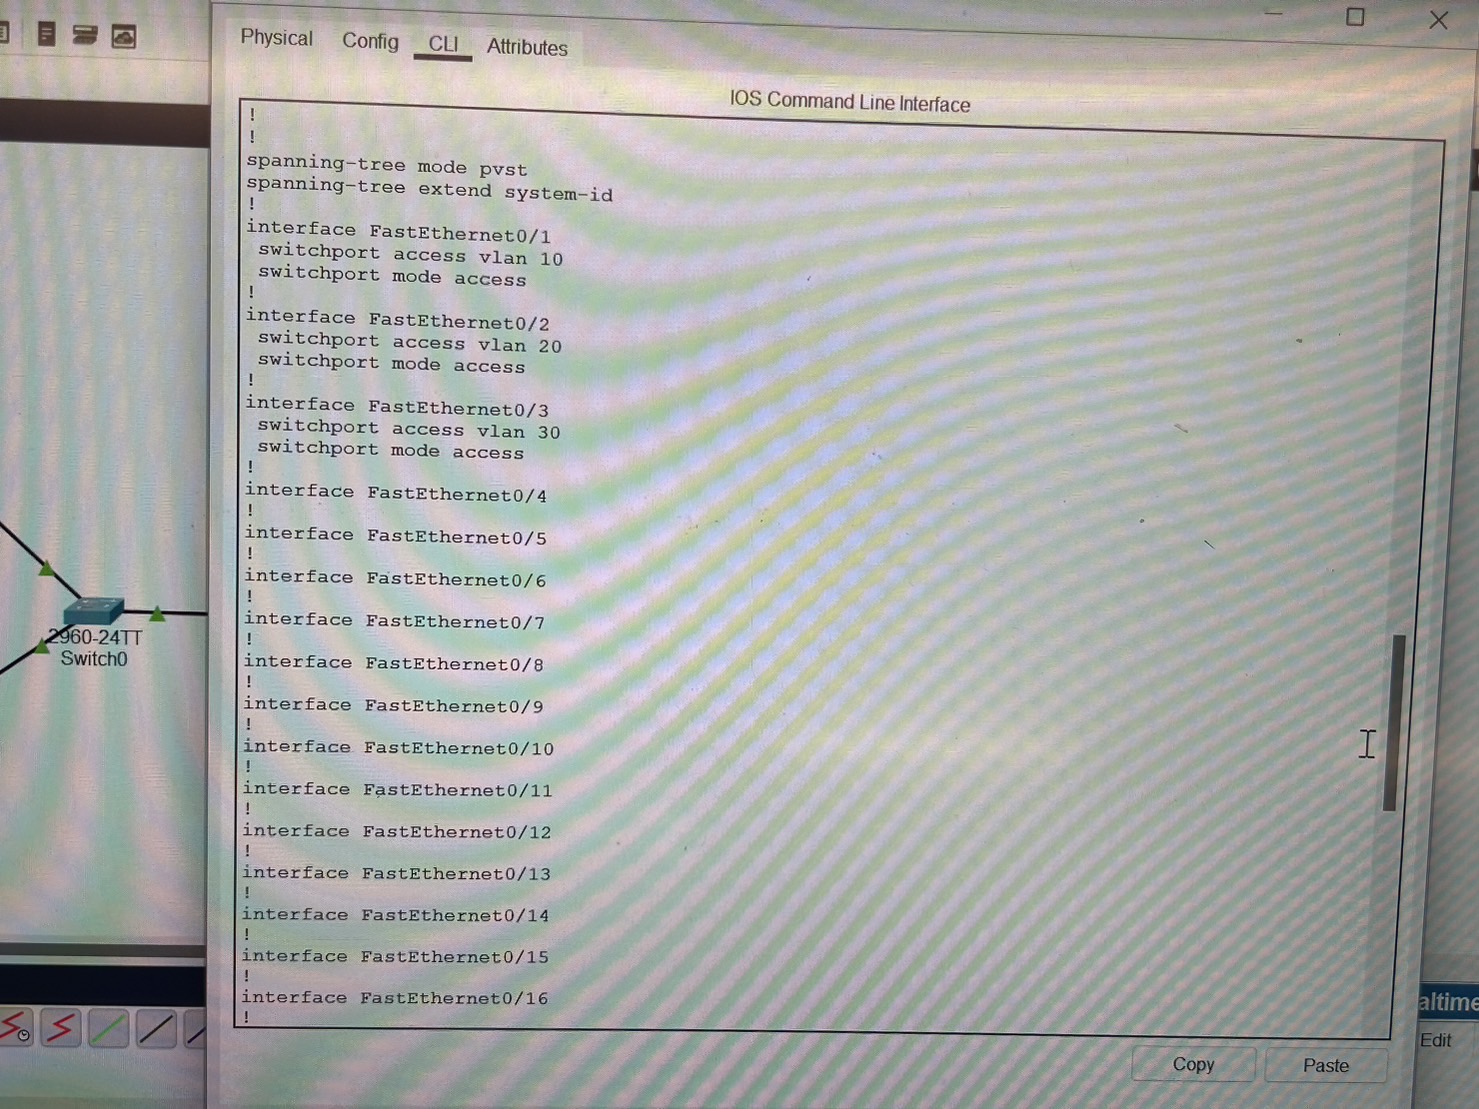 Physical Config CLI Attributes
IOS Command Line Interface
!
!
spanning-tree mode pvst
spanning-tree extend system-id
!
interface FastEthernet0/1
 switchport access vlan 10
 switchport mode access
!
interface FastEthernet0/2
 switchport access vlan 20
 switchport mode access
!
interface FastEthernet0/3
 switchport access vlan 30
 switchport mode access
!
interface FastEthernet0/4
!
interface FastEthernet0/5
!
interface FastEthernet0/6
!
interface FastEthernet0/7
!
interface FastEthernet0/8
!
interface FastEthernet0/9
!
interface FastEthernet0/10
!
interface FastEthernet0/11
!
interface FastEthernet0/12
!
interface FastEthernet0/13
!
interface FastEthernet0/14
!
interface FastEthernet0/15
!
interface FastEthernet0/16
!
Copy Paste
2960-24TT
Switch0
altime
Edit